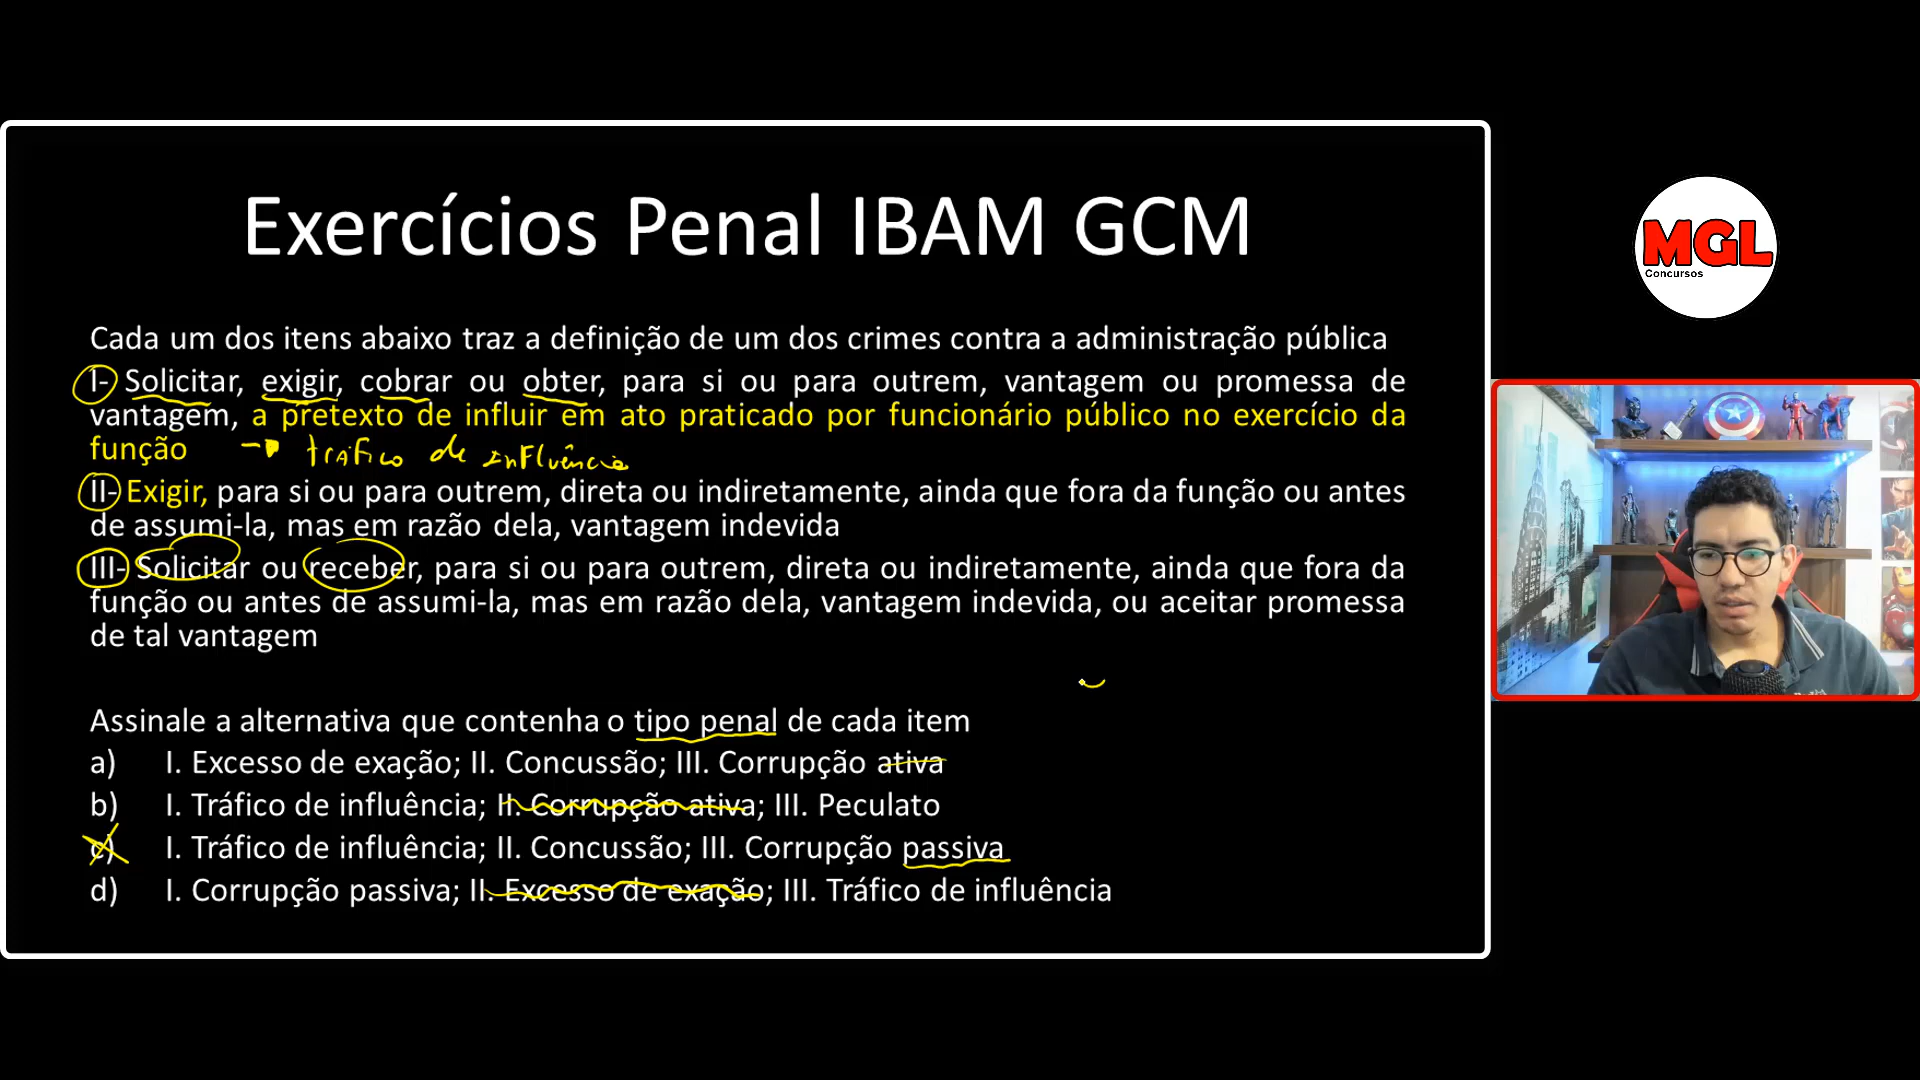 Exercícios Penal IBAM GCM
MGL
Concursos
Cada um dos itens abaixo traz a definição de um dos crimes contra a administração pública
I- Solicitar, exigir, cobrar ou obter, para si ou para outrem, vantagem ou promessa de
vantagem, a pretexto de influir em ato praticado por funcionário público no exercício da
função → tráfico de influência
II- Exigir, para si ou para outrem, direta ou indiretamente, ainda que fora da função ou antes
de assumi-la, mas em razão dela, vantagem indevida
III- Solicitar ou receber, para si ou para outrem, direta ou indiretamente, ainda que fora da
função ou antes de assumi-la, mas em razão dela, vantagem indevida, ou aceitar promessa
de tal vantagem
Assinale a alternativa que contenha o tipo penal de cada item
a) I. Excesso de exação; II. Concussão; III. Corrupção ativa
b) I. Tráfico de influência; II. Corrupção ativa; III. Peculato
c) I. Tráfico de influência; II. Concussão; III. Corrupção passiva
d) I. Corrupção passiva; II. Excesso de exação; III. Tráfico de influência